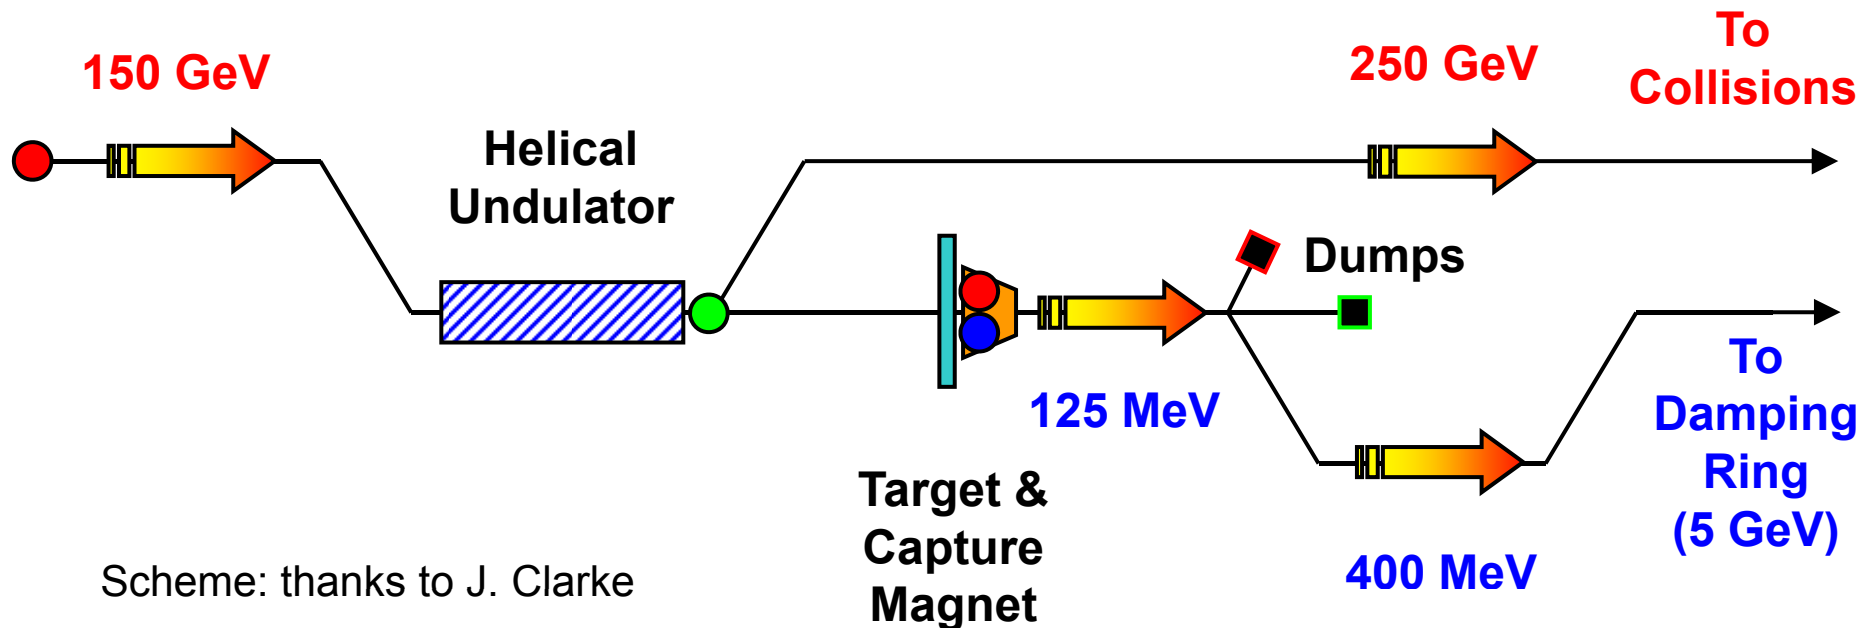 150 GeV
Helical
Undulator
250 GeV
To
Collisions
Dumps
125 MeV
Target &
Capture
Magnet
400 MeV
To
Damping
Ring
(5 GeV)
Scheme: thanks to J. Clarke